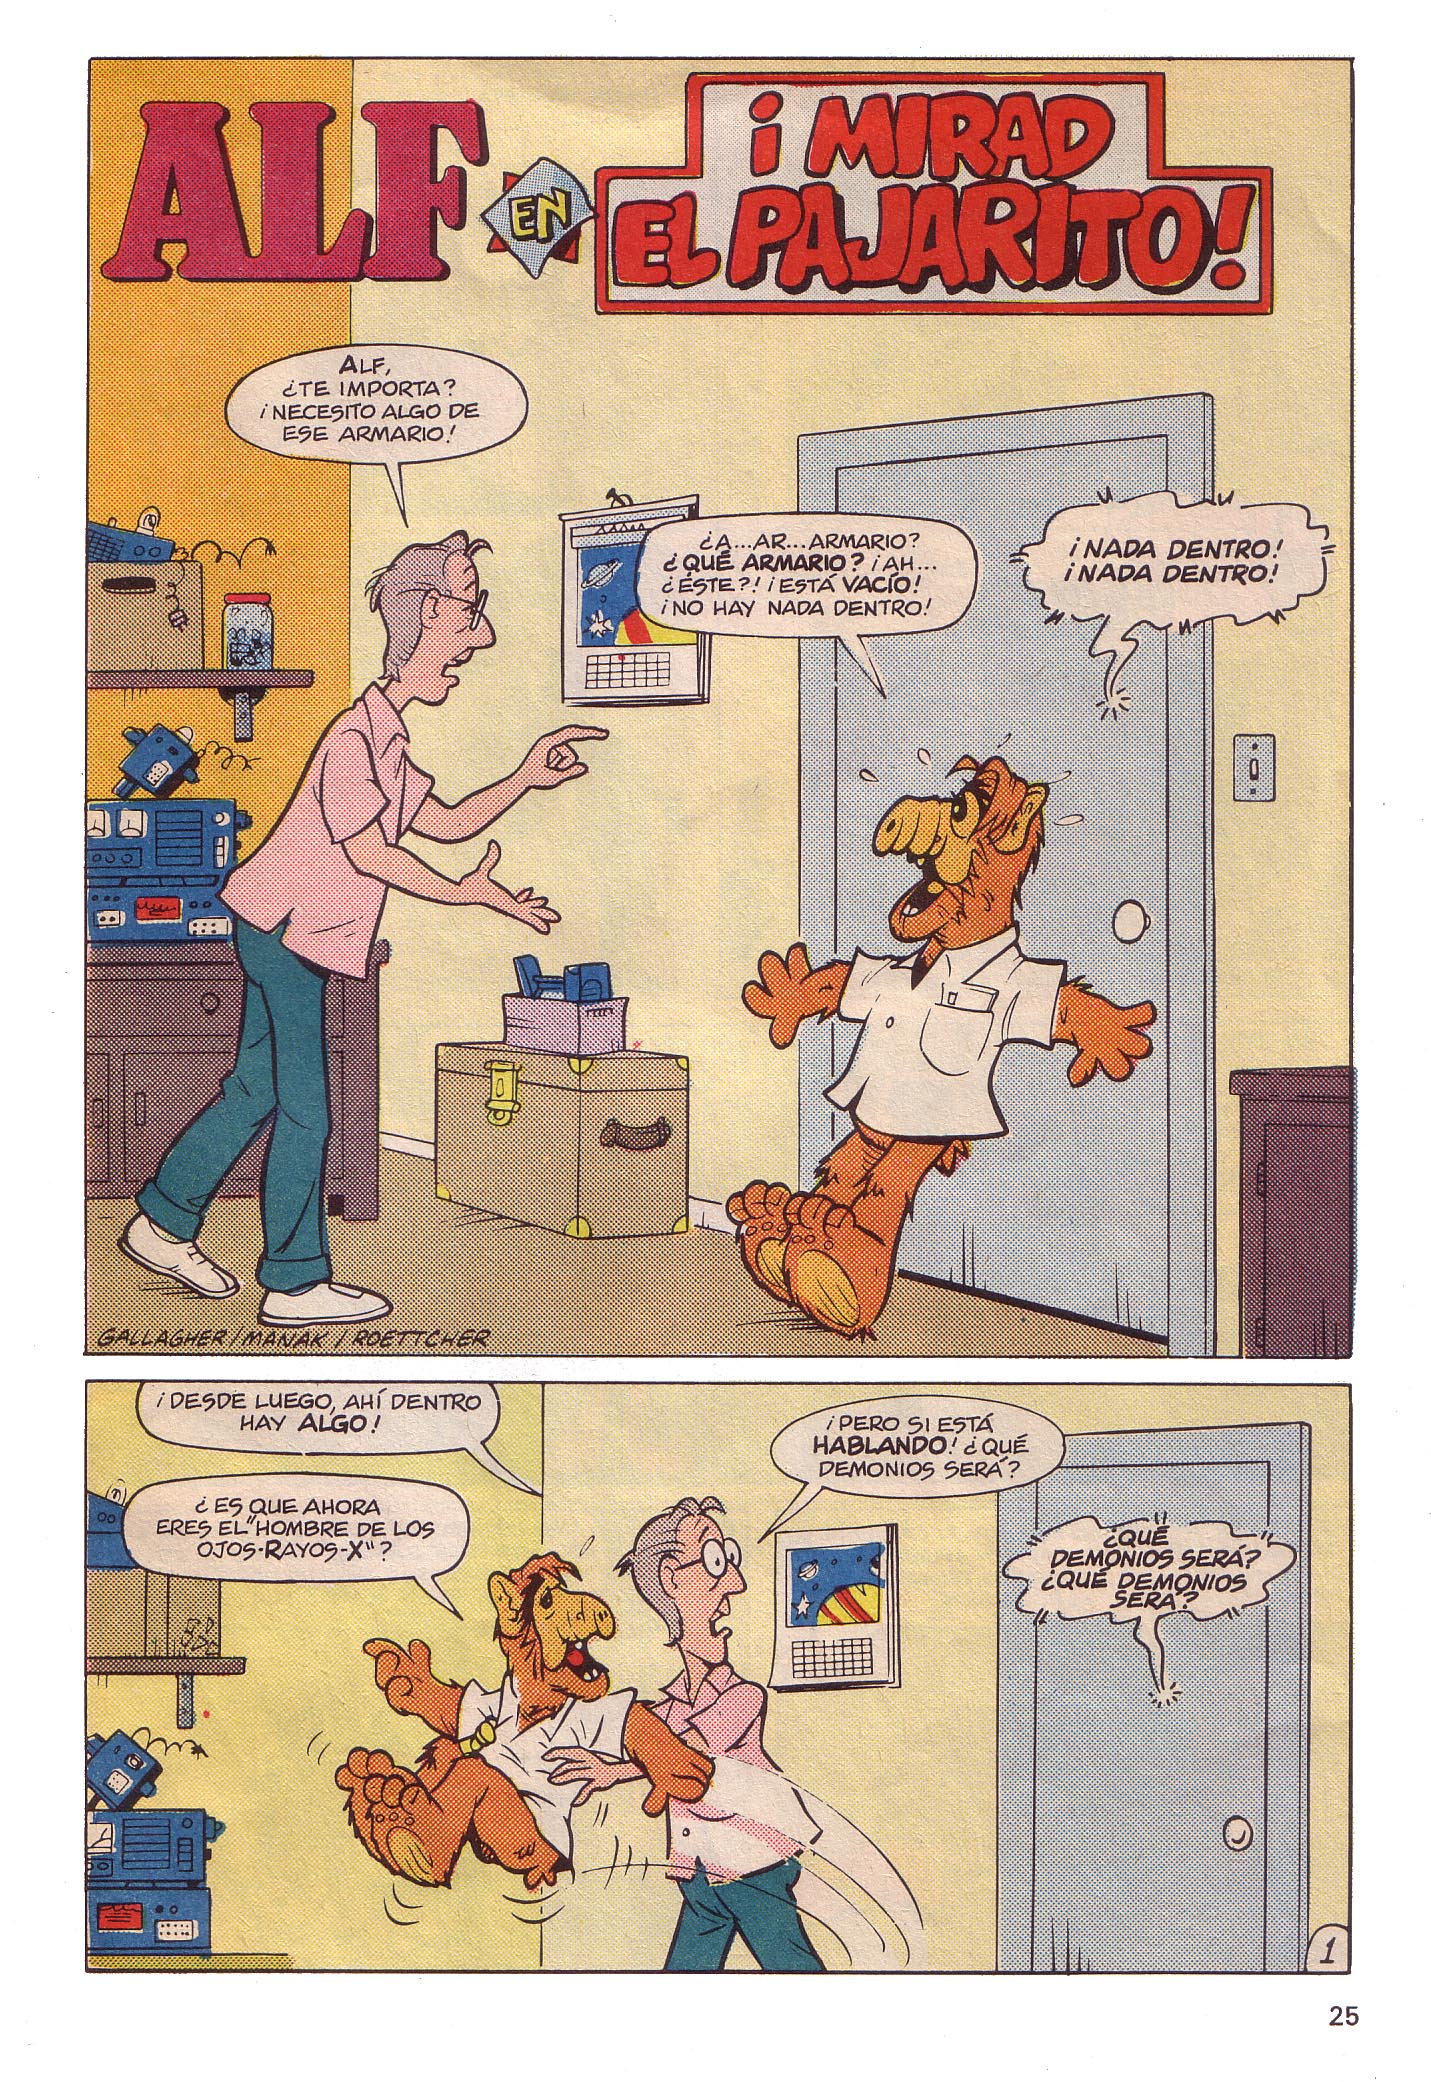 ALF
EN
¡MIRAD
EL PAJARITO!
ALF,
¿TE IMPORTA?
¡NECESITO ALGO DE
ESE ARMARIO!
¿A...AR...ARMARIO?
¿QUÉ ARMARIO? ¡AH...
¿ÉSTE?! ¡ESTÁ VACÍO!
¡NO HAY NADA DENTRO!
¡NADA DENTRO!
¡NADA DENTRO!
GALLAGHER/MANAK/ROETTCHER
¡DESDE LUEGO, AHÍ DENTRO
HAY ALGO!
¿ES QUE AHORA
ERES EL "HOMBRE DE LOS
OJOS-RAYOS-X"?
¡PERO SI ESTÁ
HABLANDO! ¿QUÉ
DEMONIOS SERÁ?
¿QUÉ
DEMONIOS SERÁ?
¿QUÉ DEMONIOS
SERÁ?
1
25